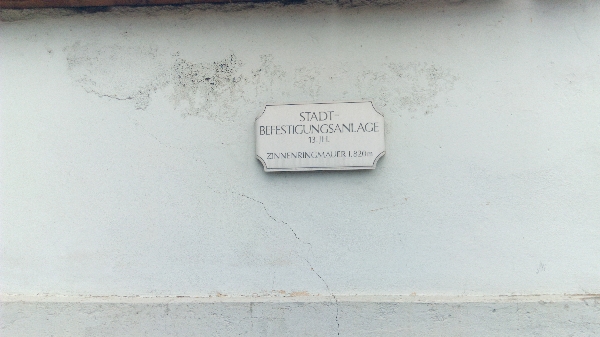 STADT-
BEFESTIGUNGSANLAGE
13. JH.
ZINNENRINGMAUER 1,820m